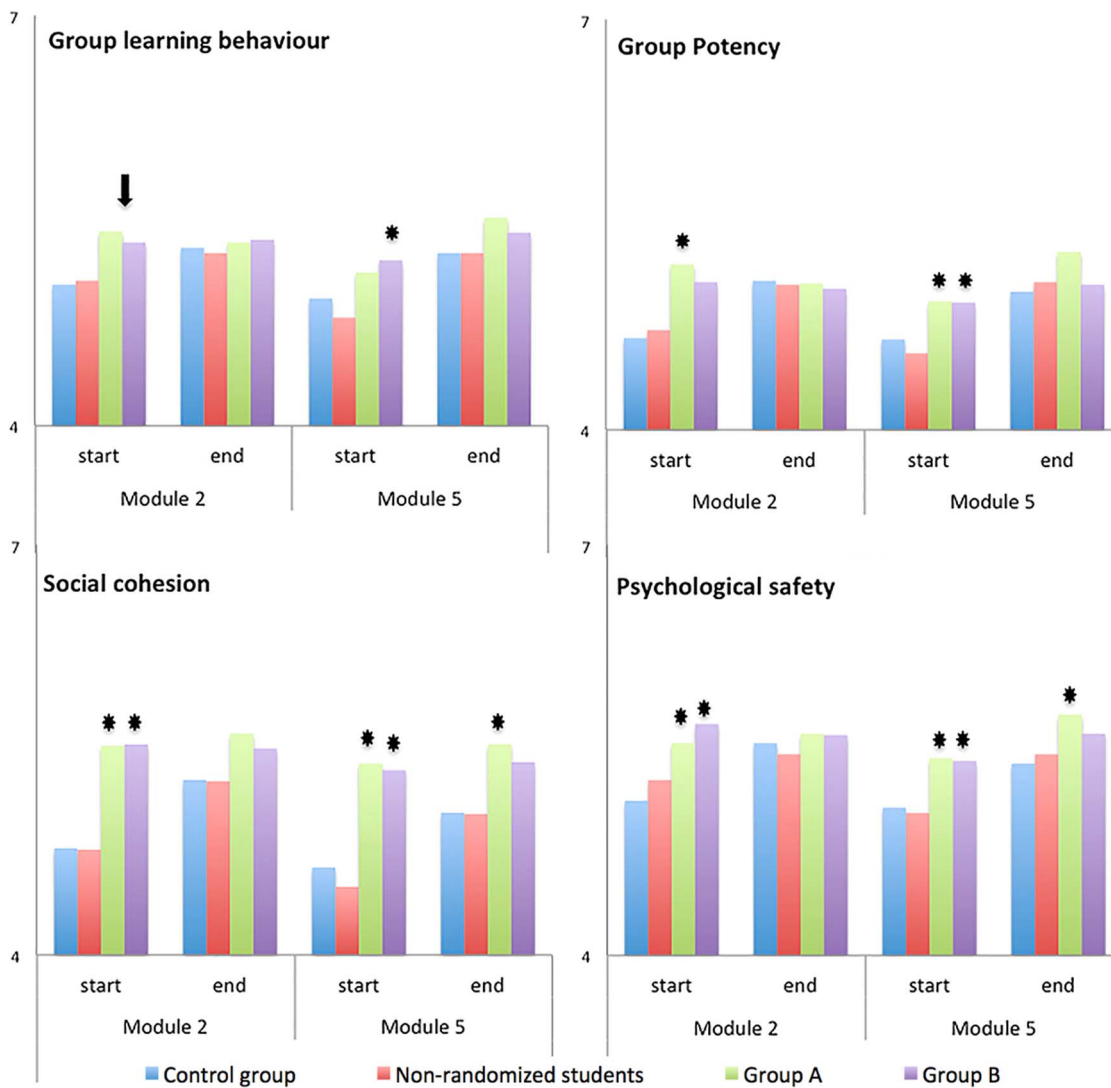 7
Group learning behaviour
4
start end start end
Module 2 Module 5
7
Group Potency
4
start end start end
Module 2 Module 5
7
Social cohesion
4
start end start end
Module 2 Module 5
7
Psychological safety
4
start end start end
Module 2 Module 5
Control group Non-randomized students Group A Group B